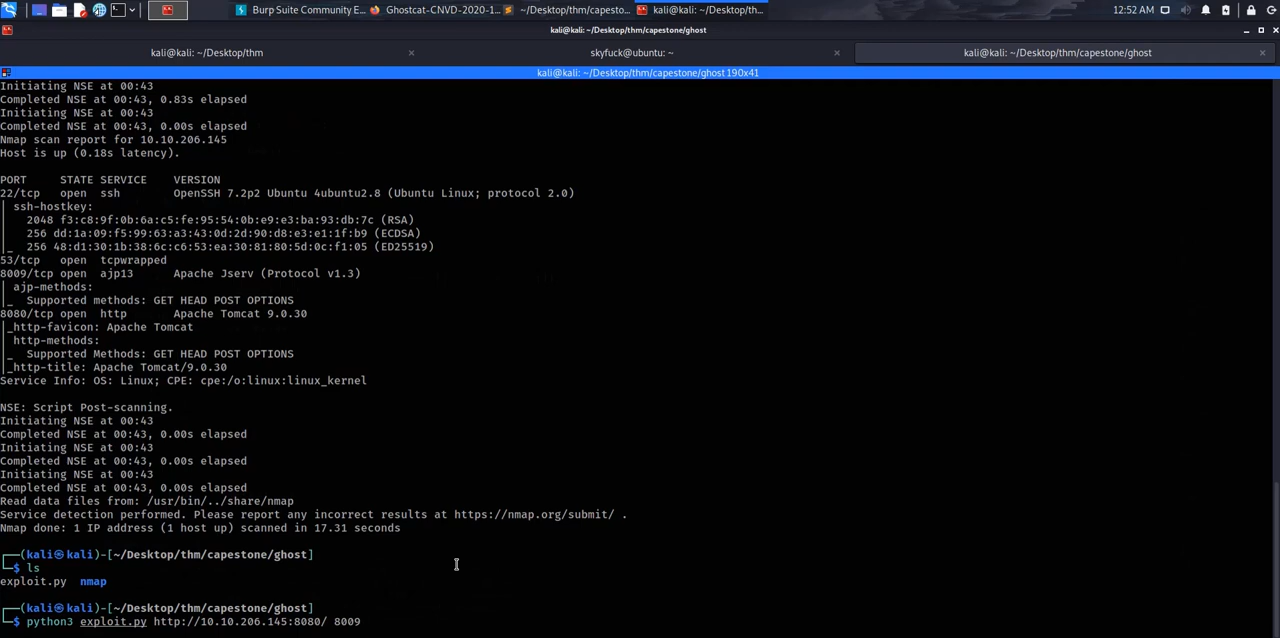 Burp Suite Community E... Ghostcat-CNVD-2020-1... ~/Desktop/thm/capesto... kali@kali: ~/Desktop/th... 12:52 AM
kali@kali: ~/Desktop/thm/capestone/ghost
kali@kali: ~/Desktop/thm skyfuck@ubuntu: ~ kali@kali: ~/Desktop/thm/capestone/ghost
kali@kali: ~/Desktop/thm/capestone/ghost 190x41
Initiating NSE at 00:43
Completed NSE at 00:43, 0.83s elapsed
Initiating NSE at 00:43
Completed NSE at 00:43, 0.00s elapsed
Nmap scan report for 10.10.206.145
Host is up (0.18s latency).
PORT     STATE SERVICE    VERSION
22/tcp   open  ssh        OpenSSH 7.2p2 Ubuntu 4ubuntu2.8 (Ubuntu Linux; protocol 2.0)
| ssh-hostkey:
|   2048 f3:c8:9f:0b:6a:c5:fe:95:54:0b:e9:e3:ba:93:db:7c (RSA)
|   256 dd:1a:09:f5:99:63:a3:43:0d:2d:90:d8:e3:e1:1f:b9 (ECDSA)
|_  256 48:d1:30:1b:38:6c:c6:53:ea:30:81:80:5d:0c:f1:05 (ED25519)
53/tcp   open  tcpwrapped
8009/tcp open  ajp13      Apache Jserv (Protocol v1.3)
| ajp-methods:
|_  Supported methods: GET HEAD POST OPTIONS
8080/tcp open  http       Apache Tomcat 9.0.30
|_http-favicon: Apache Tomcat
| http-methods:
|_  Supported Methods: GET HEAD POST OPTIONS
|_http-title: Apache Tomcat/9.0.30
Service Info: OS: Linux; CPE: cpe:/o:linux:linux_kernel
NSE: Script Post-scanning.
Initiating NSE at 00:43
Completed NSE at 00:43, 0.00s elapsed
Initiating NSE at 00:43
Completed NSE at 00:43, 0.00s elapsed
Initiating NSE at 00:43
Completed NSE at 00:43, 0.00s elapsed
Read data files from: /usr/bin/../share/nmap
Service detection performed. Please report any incorrect results at https://nmap.org/submit/ .
Nmap done: 1 IP address (1 host up) scanned in 17.31 seconds
┌──(kali㉿kali)-[~/Desktop/thm/capestone/ghost]
└─$ ls
exploit.py  nmap
┌──(kali㉿kali)-[~/Desktop/thm/capestone/ghost]
└─$ python3 exploit.py http://10.10.206.145:8080/ 8009